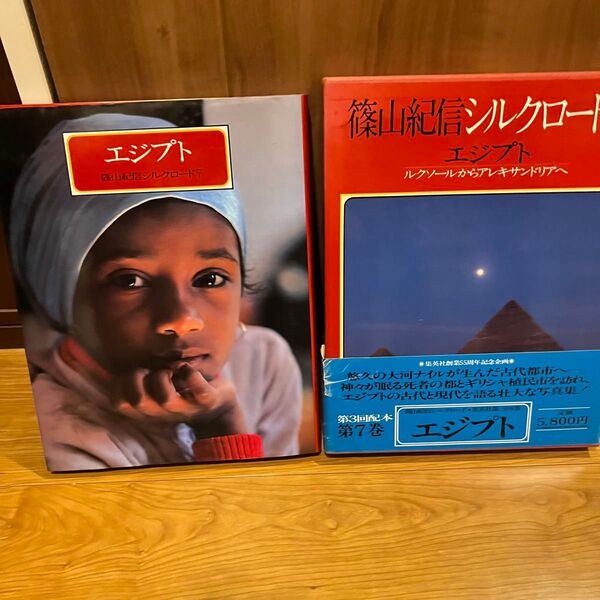 エジプト
篠山紀信シルクロード7
篠山紀信シルクロード
エジプト
ルクソールからアレキサンドリアへ
●集英社創業55周年記念企画●
悠久の大河ナイルが生んだ古代都市へ
神々が眠る死者の都とギリシャ植民市を訪れ、
エジプトの古代と現代を語る壮大な写真集!
第3回配本
第7巻
エジプト
定価
5,800円